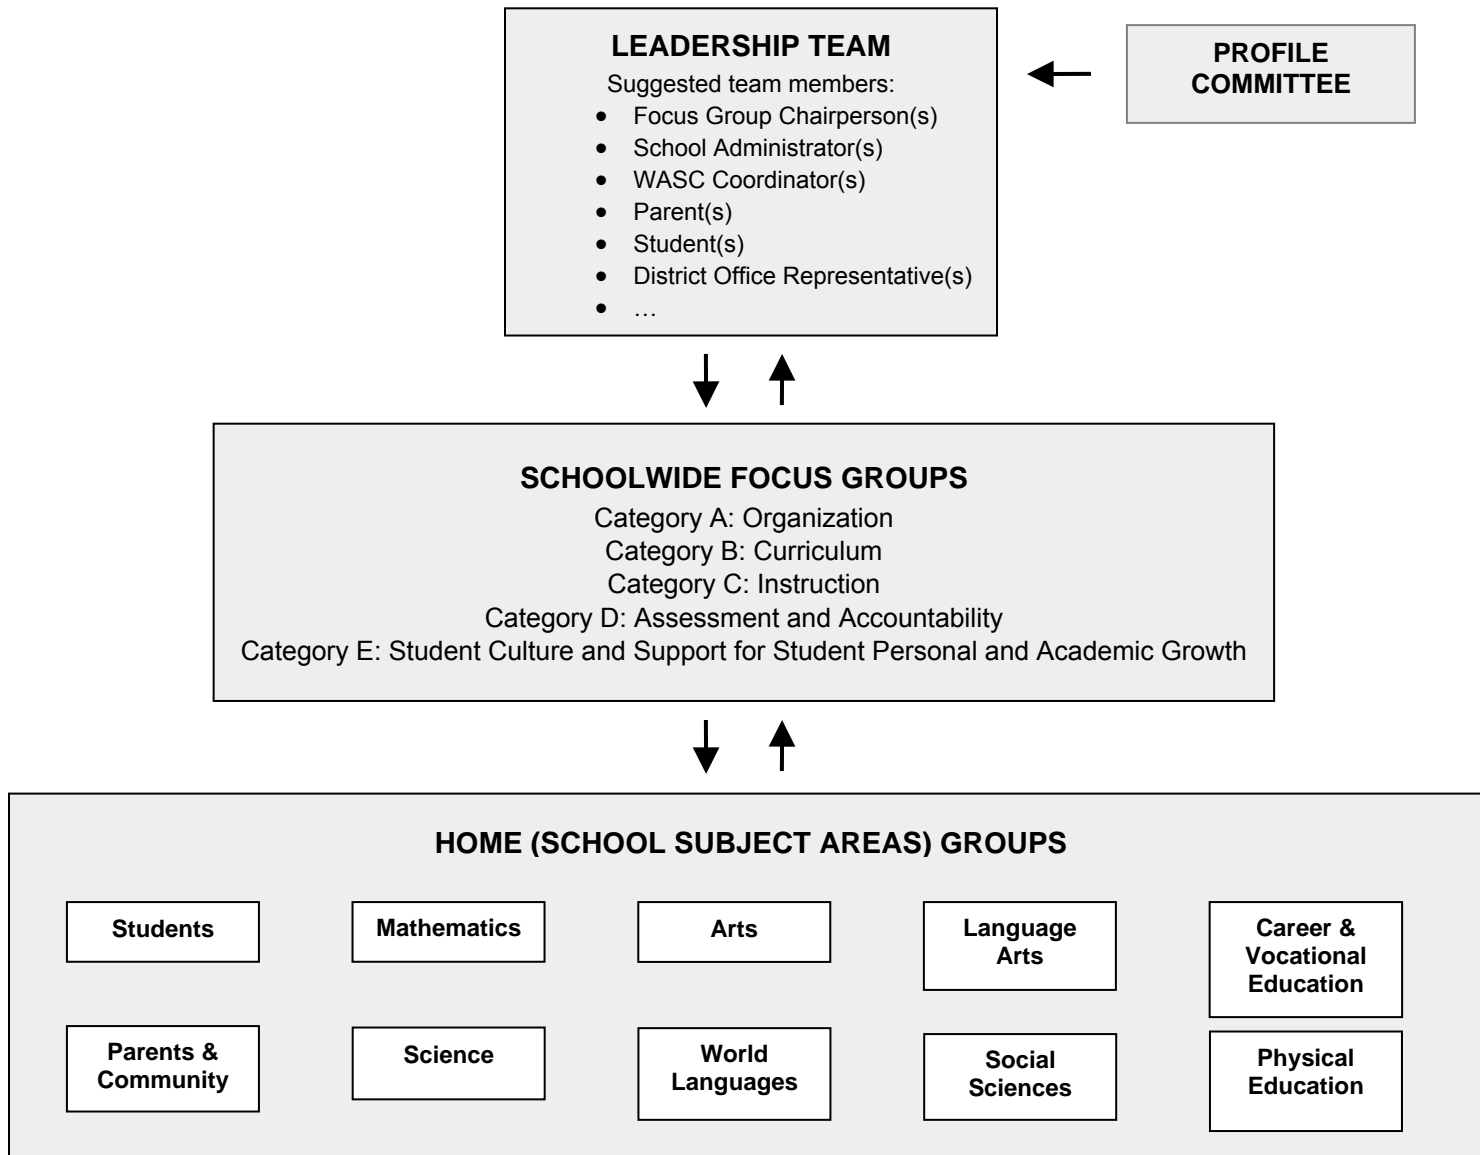 LEADERSHIP TEAM
Suggested team members:
• Focus Group Chairperson(s)
• School Administrator(s)
• WASC Coordinator(s)
• Parent(s)
• Student(s)
• District Office Representative(s)
• …
PROFILE
COMMITTEE
SCHOOLWIDE FOCUS GROUPS
Category A: Organization
Category B: Curriculum
Category C: Instruction
Category D: Assessment and Accountability
Category E: Student Culture and Support for Student Personal and Academic Growth
HOME (SCHOOL SUBJECT AREAS) GROUPS
Students
Mathematics
Arts
Language
Arts
Career &
Vocational
Education
Parents &
Community
Science
World
Languages
Social
Sciences
Physical
Education